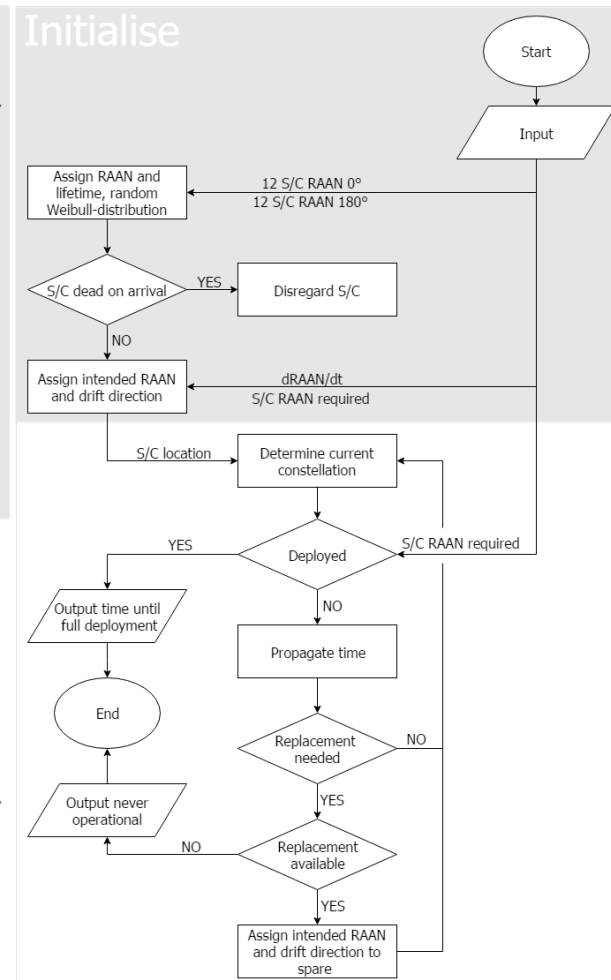 Initialise
Start
Input
12 S/C RAAN 0°
12 S/C RAAN 180°
Assign RAAN and
lifetime, random
Weibull-distribution
S/C dead on arrival
YES
Disregard S/C
NO
dRAAN/dt
S/C RAAN required
Assign intended RAAN
and drift direction
S/C location
Determine current
constellation
S/C RAAN required
Deployed
YES
Output time until
full deployment
NO
Propagate time
End
Replacement
needed
NO
YES
Output never
operational
NO
Replacement
available
YES
Assign intended RAAN
and drift direction to
spare